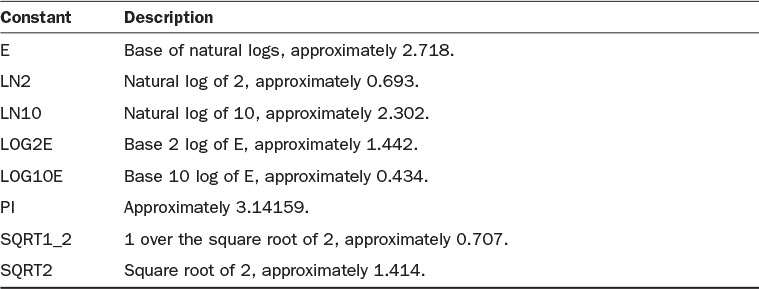 Constant Description
E Base of natural logs, approximately 2.718.
LN2 Natural log of 2, approximately 0.693.
LN10 Natural log of 10, approximately 2.302.
LOG2E Base 2 log of E, approximately 1.442.
LOG10E Base 10 log of E, approximately 0.434.
PI Approximately 3.14159.
SQRT1_2 1 over the square root of 2, approximately 0.707.
SQRT2 Square root of 2, approximately 1.414.